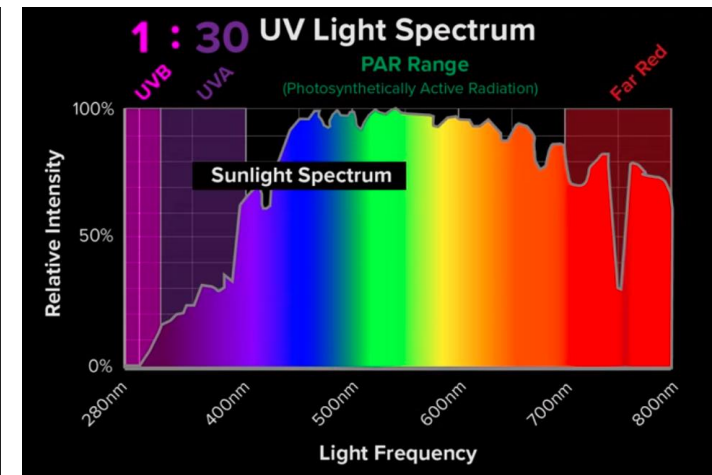 1 : 30 UV Light Spectrum
UVB
UVA
PAR Range
(Photosynthetically Active Radiation)
Far Red
100%
Sunlight Spectrum
Relative Intensity
50%
0%
280nm
400nm
500nm
600nm
700nm
800nm
Light Frequency